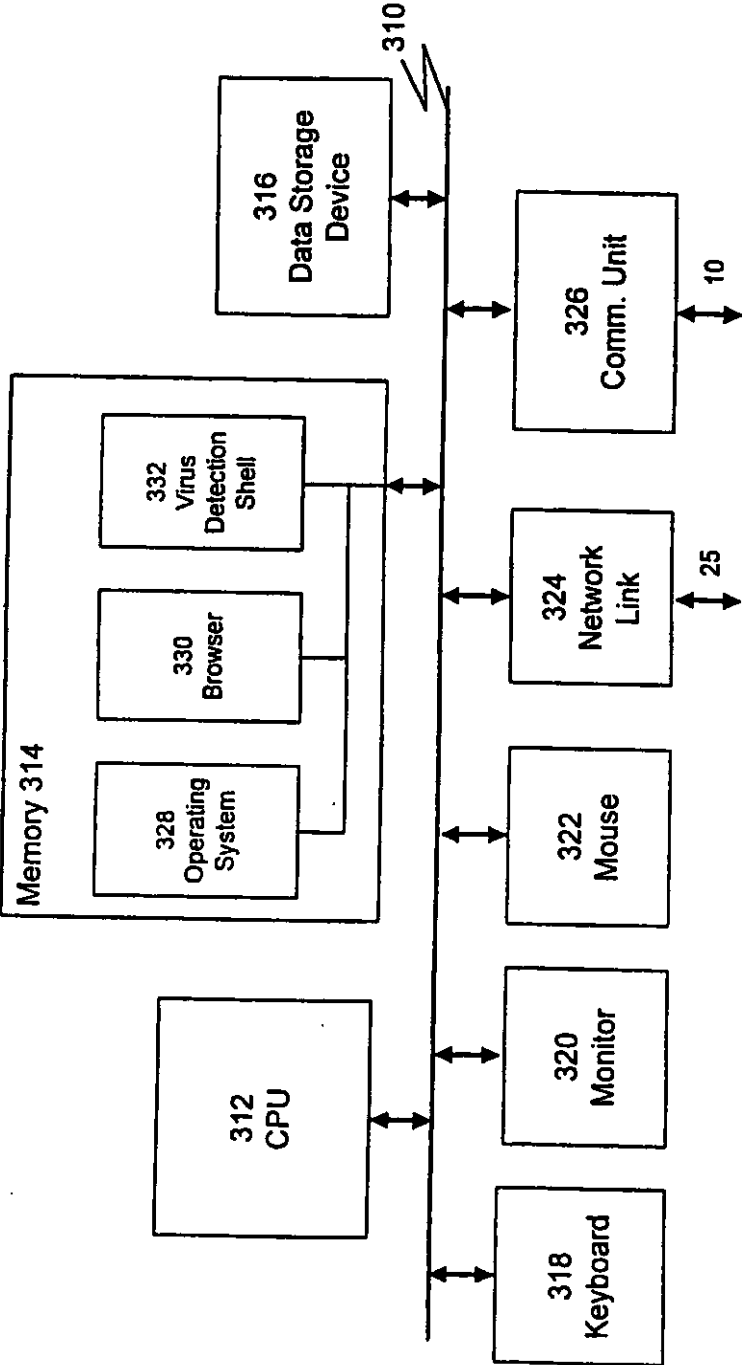 Memory 314
328
Operating
System
330
Browser
332
Virus
Detection
Shell
312
CPU
316
Data Storage
Device
310
318
Keyboard
320
Monitor
322
Mouse
324
Network
Link
326
Comm. Unit
25
10